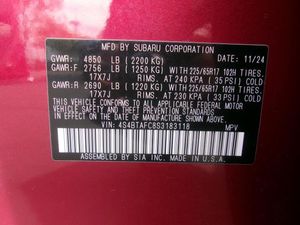 MFD. BY SUBARU CORPORATION
DATE: 11/24
GVWR: 4850 LB (2200 KG)
GAWR:F 2756 LB (1250 KG) WITH 225/65R17 102H TIRES,
17X7J RIMS, AT 240 KPA (35 PSI) COLD
GAWR:R 2690 LB (1220 KG) WITH 225/65R17 102H TIRES,
17X7J RIMS, AT 230 KPA (33 PSI) COLD
THIS VEHICLE CONFORMS TO ALL APPLICABLE
FEDERAL MOTOR VEHICLE SAFETY, BUMPER,
AND THEFT PREVENTION STANDARDS
IN EFFECT ON THE DATE OF
MANUFACTURE SHOWN ABOVE.
VIN: 4S4BTAFC8S3183118 MPV
ASSEMBLED BY SIA INC. MADE IN U.S.A.